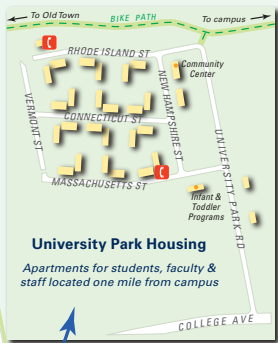 To Old Town
BIKE PATH
To campus
RHODE ISLAND ST
Community
Center
VERMONT ST
NEW HAMPSHIRE ST
CONNECTICUT ST
UNIVERSITY PARK RD
MASSACHUSETTS ST
Infant &
Toddler
Programs
University Park Housing
Apartments for students, faculty &
staff located one mile from campus
COLLEGE AVE